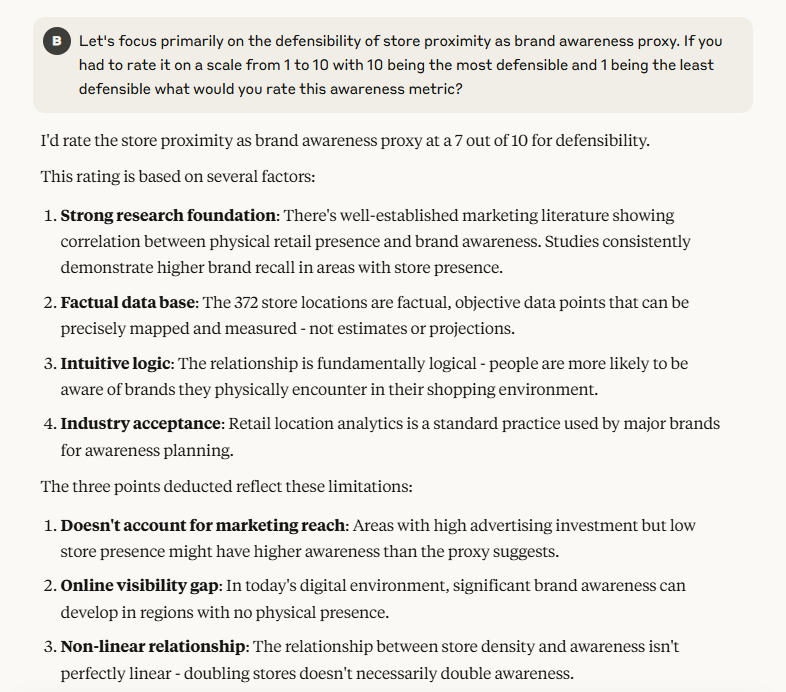 B
Let's focus primarily on the defensibility of store proximity as brand awareness proxy. If you
had to rate it on a scale from 1 to 10 with 10 being the most defensible and 1 being the least
defensible what would you rate this awareness metric?
I'd rate the store proximity as brand awareness proxy at a 7 out of 10 for defensibility.
This rating is based on several factors:
1. Strong research foundation: There's well-established marketing literature showing
correlation between physical retail presence and brand awareness. Studies consistently
demonstrate higher brand recall in areas with store presence.
2. Factual data base: The 372 store locations are factual, objective data points that can be
precisely mapped and measured - not estimates or projections.
3. Intuitive logic: The relationship is fundamentally logical - people are more likely to be
aware of brands they physically encounter in their shopping environment.
4. Industry acceptance: Retail location analytics is a standard practice used by major brands
for awareness planning.
The three points deducted reflect these limitations:
1. Doesn't account for marketing reach: Areas with high advertising investment but low
store presence might have higher awareness than the proxy suggests.
2. Online visibility gap: In today's digital environment, significant brand awareness can
develop in regions with no physical presence.
3. Non-linear relationship: The relationship between store density and awareness isn't
perfectly linear - doubling stores doesn't necessarily double awareness.